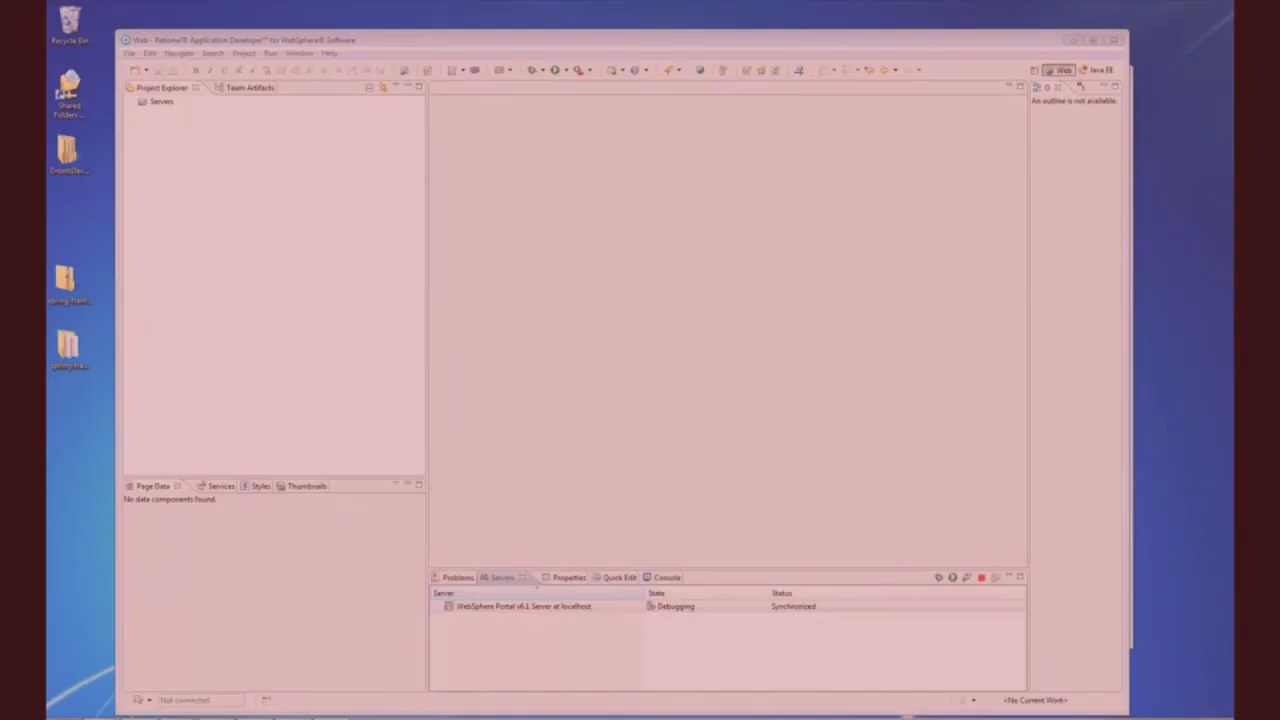 Recycle Bin
Shared
Folders ...
Web - Rational® Application Developer™ for WebSphere® Software
File Edit Navigate Search Project Run Window Help
Web Java EE
Project Explorer Team Artifacts
Servers
An outline is not available.
Page Data Services Styles Thumbnails
No data components found.
Problems Servers Properties Quick Edit Console
Server State Status
WebSphere Portal v6.1 Server at localhost Debugging Synchronized
Not connected
<No Current Work>